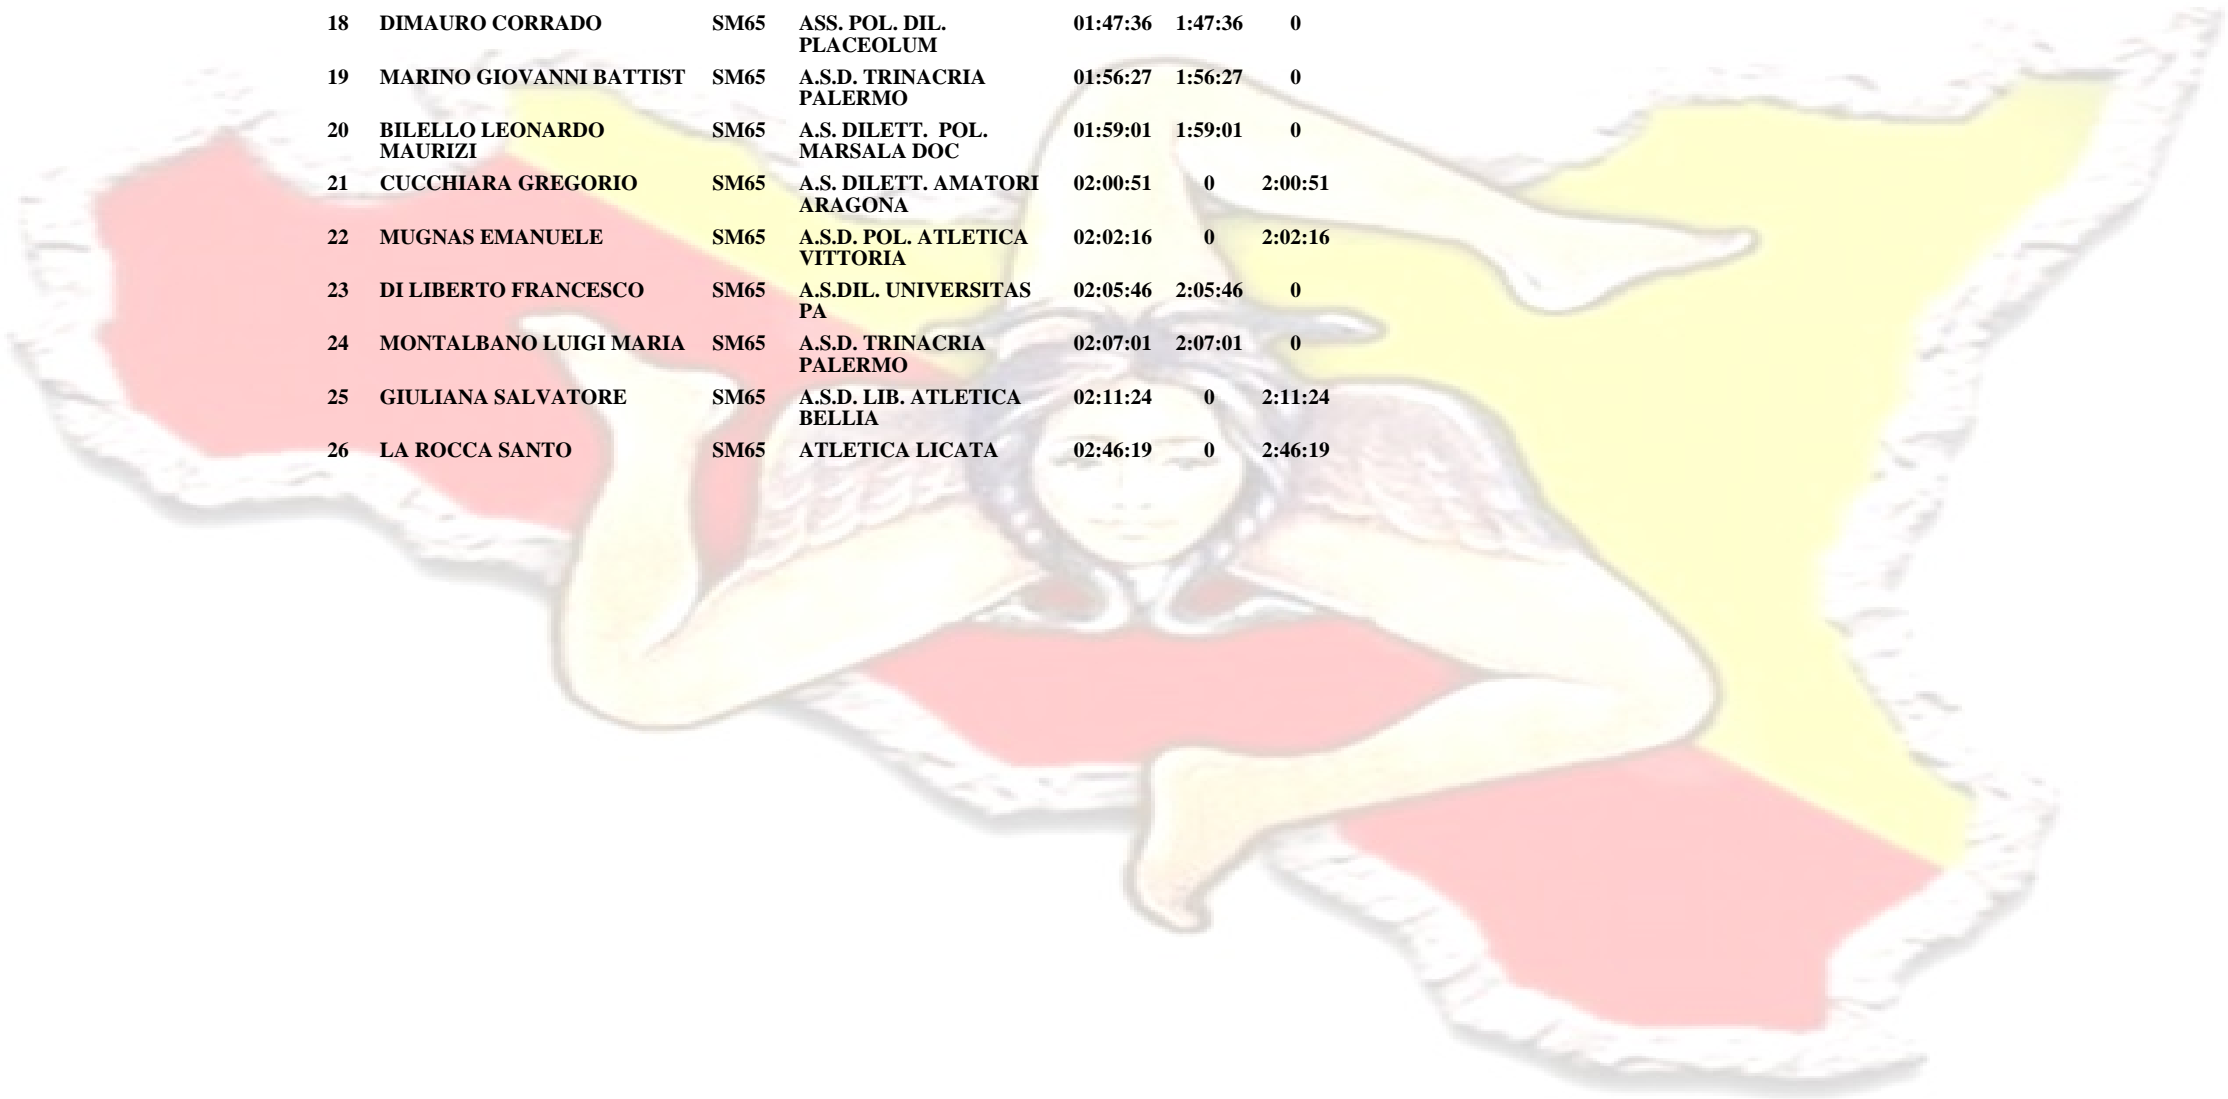 18 DIMAURO CORRADO SM65 ASS. POL. DIL. 01:47:36 1:47:36 0
PLACEOLUM
19 MARINO GIOVANNI BATTIST SM65 A.S.D. TRINACRIA 01:56:27 1:56:27 0
PALERMO
20 BILELLO LEONARDO SM65 A.S. DILETT. POL. 01:59:01 1:59:01 0
MAURIZI MARSALA DOC
21 CUCCHIARA GREGORIO SM65 A.S. DILETT. AMATORI 02:00:51 0 2:00:51
ARAGONA
22 MUGNAS EMANUELE SM65 A.S.D. POL. ATLETICA 02:02:16 0 2:02:16
VITTORIA
23 DI LIBERTO FRANCESCO SM65 A.S.DIL. UNIVERSITAS 02:05:46 2:05:46 0
PA
24 MONTALBANO LUIGI MARIA SM65 A.S.D. TRINACRIA 02:07:01 2:07:01 0
PALERMO
25 GIULIANA SALVATORE SM65 A.S.D. LIB. ATLETICA 02:11:24 0 2:11:24
BELLIA
26 LA ROCCA SANTO SM65 ATLETICA LICATA 02:46:19 0 2:46:19